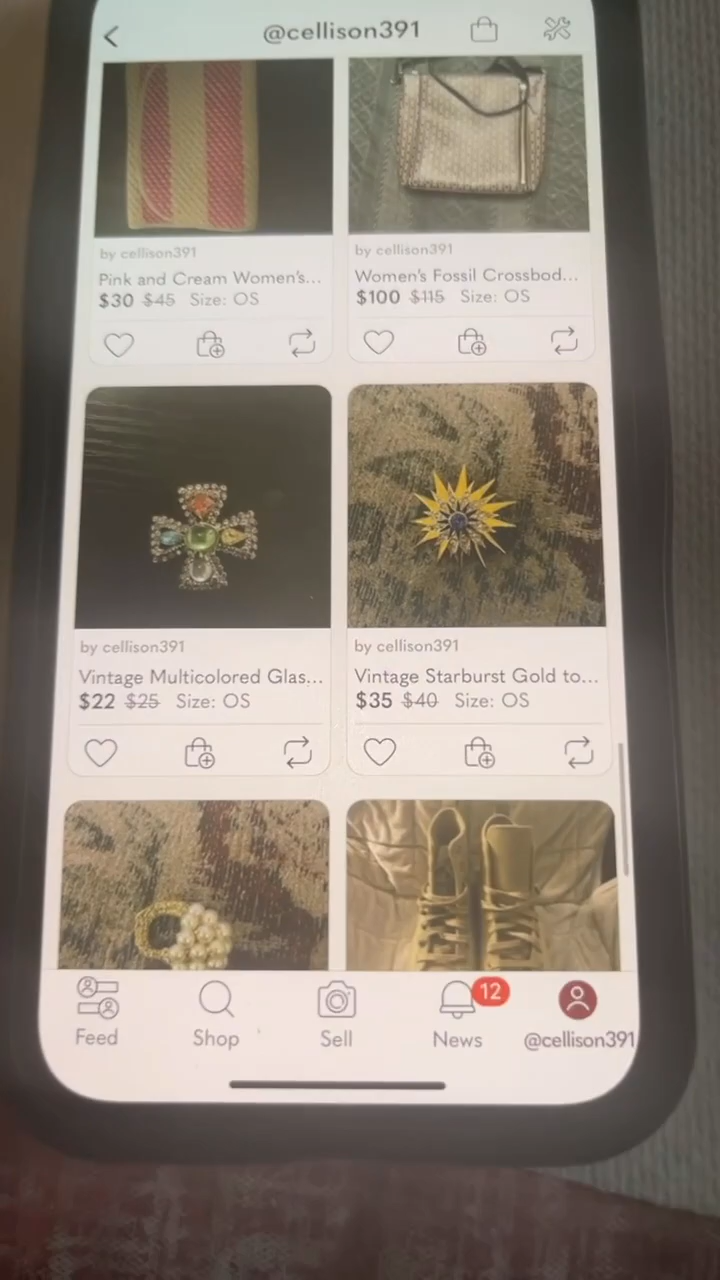 @cellison391
by cellison391
Pink and Cream Women's...
$30 $45 Size: OS
by cellison391
Women's Fossil Crossbod...
$100 $115 Size: OS
by cellison391
Vintage Multicolored Glas...
$22 $25 Size: OS
by cellison391
Vintage Starburst Gold to...
$35 $40 Size: OS
Feed
Shop
Sell
12
News
@cellison391